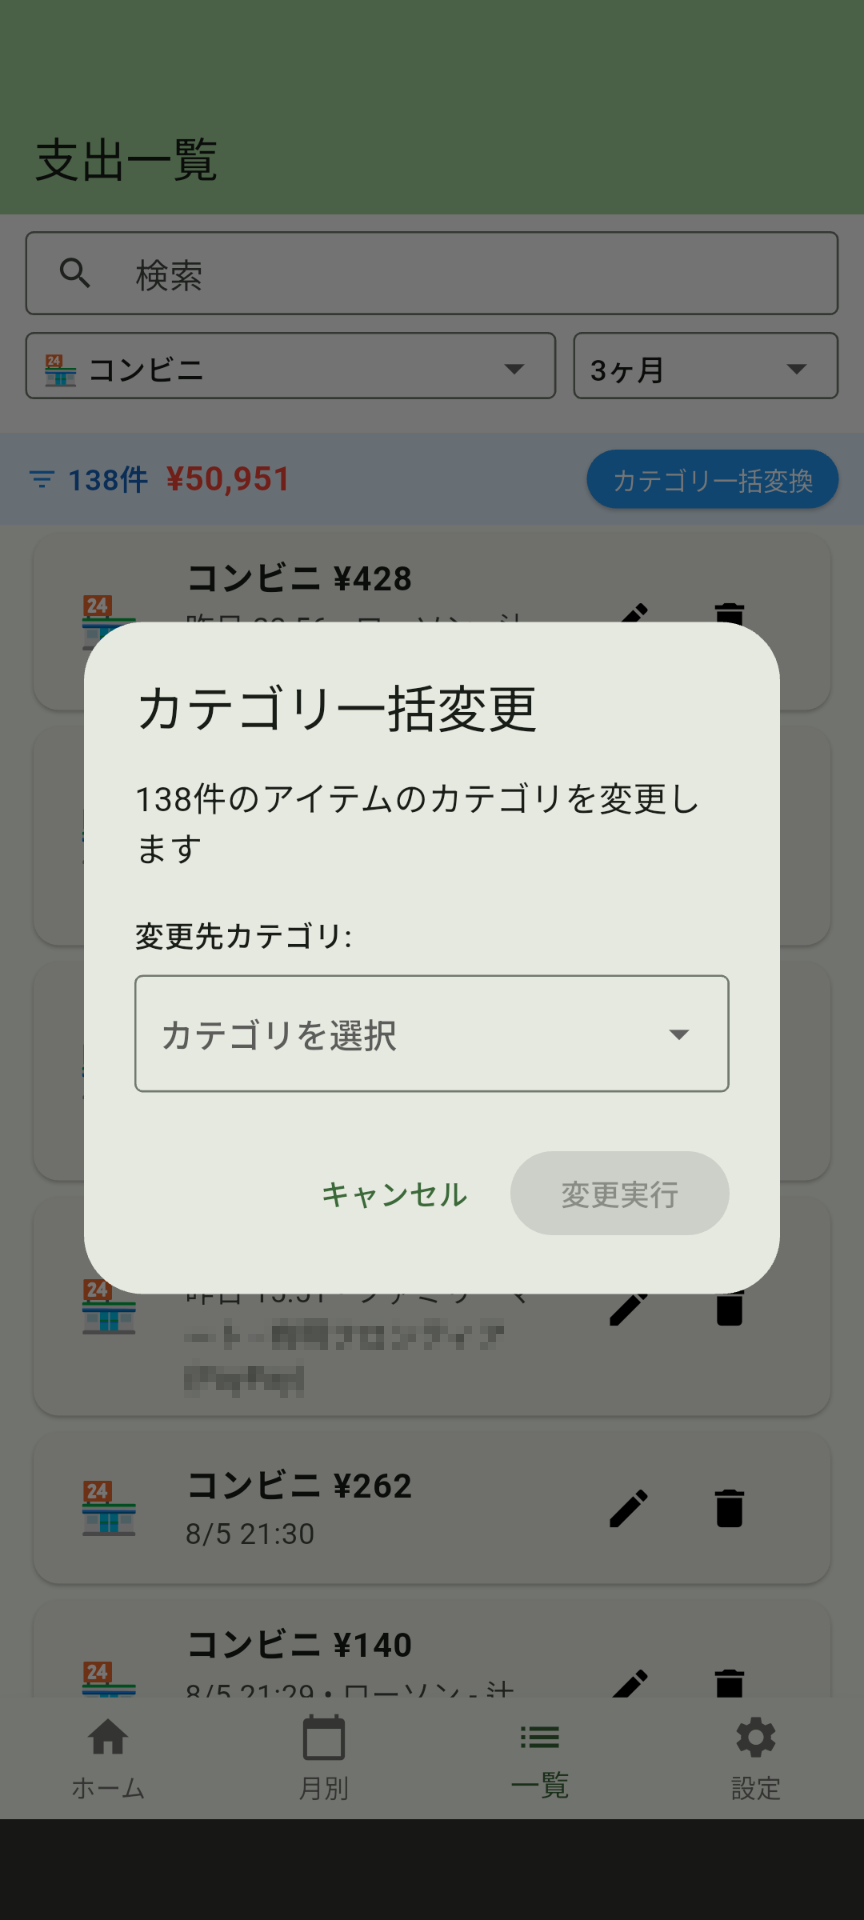 支出一覧
検索
コンビニ
3ヶ月
138件 ¥50,951
カテゴリ一括変換
24
コンビニ ¥428
カテゴリ一括変更
138件のアイテムのカテゴリを変更し
ます
変更先カテゴリ:
カテゴリを選択
キャンセル
変更実行
24
24
コンビニ ¥262
8/5 21:30
24
コンビニ ¥140
8/5 21:29・ローソン - 汁
ホーム
月別
一覧
設定